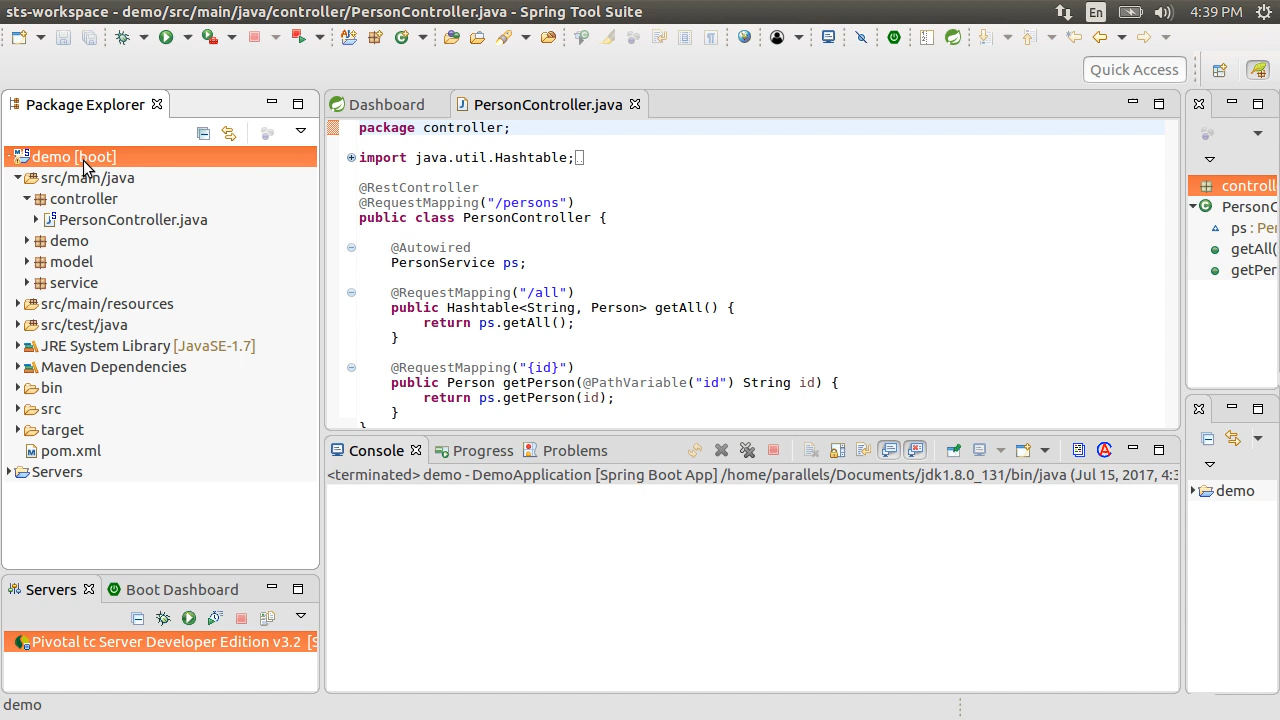 sts-workspace - demo/src/main/java/controller/PersonController.java - Spring Tool Suite
En
4:39 PM
Quick Access
Package Explorer
demo [boot]
src/main/java
controller
PersonController.java
demo
model
service
src/main/resources
src/test/java
JRE System Library [JavaSE-1.7]
Maven Dependencies
bin
src
target
pom.xml
Servers
Servers
Boot Dashboard
Pivotal tc Server Developer Edition v3.2 [S
demo
Dashboard
PersonController.java
package controller;
import java.util.Hashtable;
@RestController
@RequestMapping("/persons")
public class PersonController {
@Autowired
PersonService ps;
@RequestMapping("/all")
public Hashtable<String, Person> getAll() {
return ps.getAll();
}
@RequestMapping("{id}")
public Person getPerson(@PathVariable("id") String id) {
return ps.getPerson(id);
}
}
Console
Progress
Problems
<terminated> demo - DemoApplication [Spring Boot App] /home/parallels/Documents/jdk1.8.0_131/bin/java (Jul 15, 2017, 4:3
controll
PersonC
ps : Per
getAll(
getPer
demo